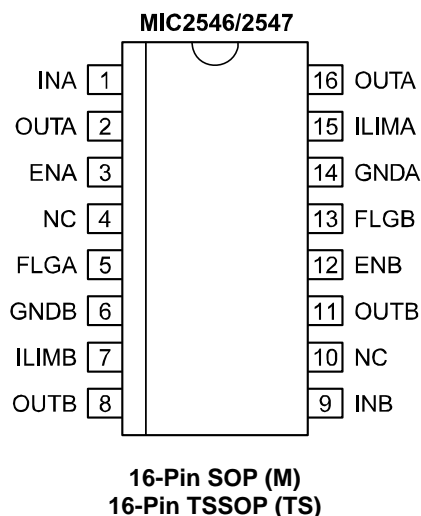 MIC2546/2547
INA 1 16 OUTA
OUTA 2 15 ILIMA
ENA 3 14 GNDA
NC 4 13 FLGB
FLGA 5 12 ENB
GNDB 6 11 OUTB
ILIMB 7 10 NC
OUTB 8 9 INB
16-Pin SOP (M)
16-Pin TSSOP (TS)